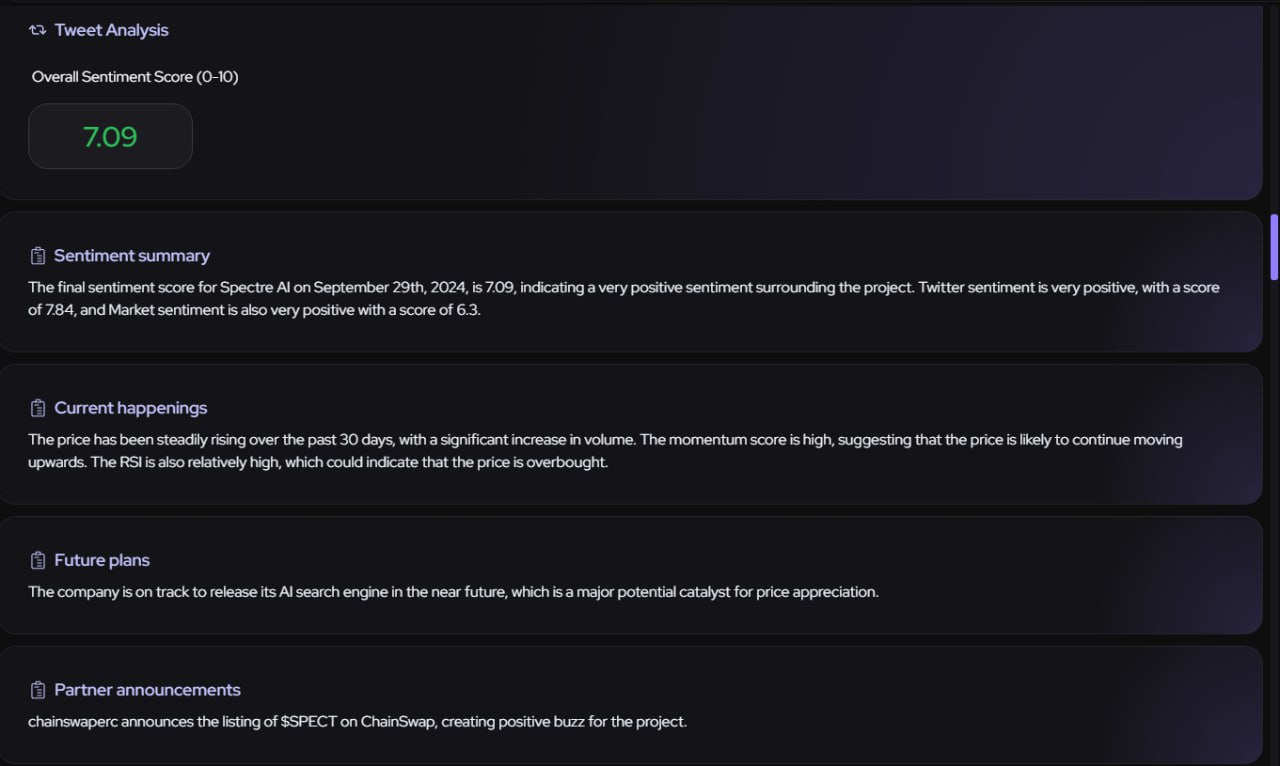 Tweet Analysis
Overall Sentiment Score (0-10)
7.09
Sentiment summary
The final sentiment score for Spectre AI on September 29th, 2024, is 7.09, indicating a very positive sentiment surrounding the project. Twitter sentiment is very positive, with a score
of 7.84, and Market sentiment is also very positive with a score of 6.3.
Current happenings
The price has been steadily rising over the past 30 days, with a significant increase in volume. The momentum score is high, suggesting that the price is likely to continue moving
upwards. The RSI is also relatively high, which could indicate that the price is overbought.
Future plans
The company is on track to release its AI search engine in the near future, which is a major potential catalyst for price appreciation.
Partner announcements
chainswaperc announces the listing of $SPECT on ChainSwap, creating positive buzz for the project.